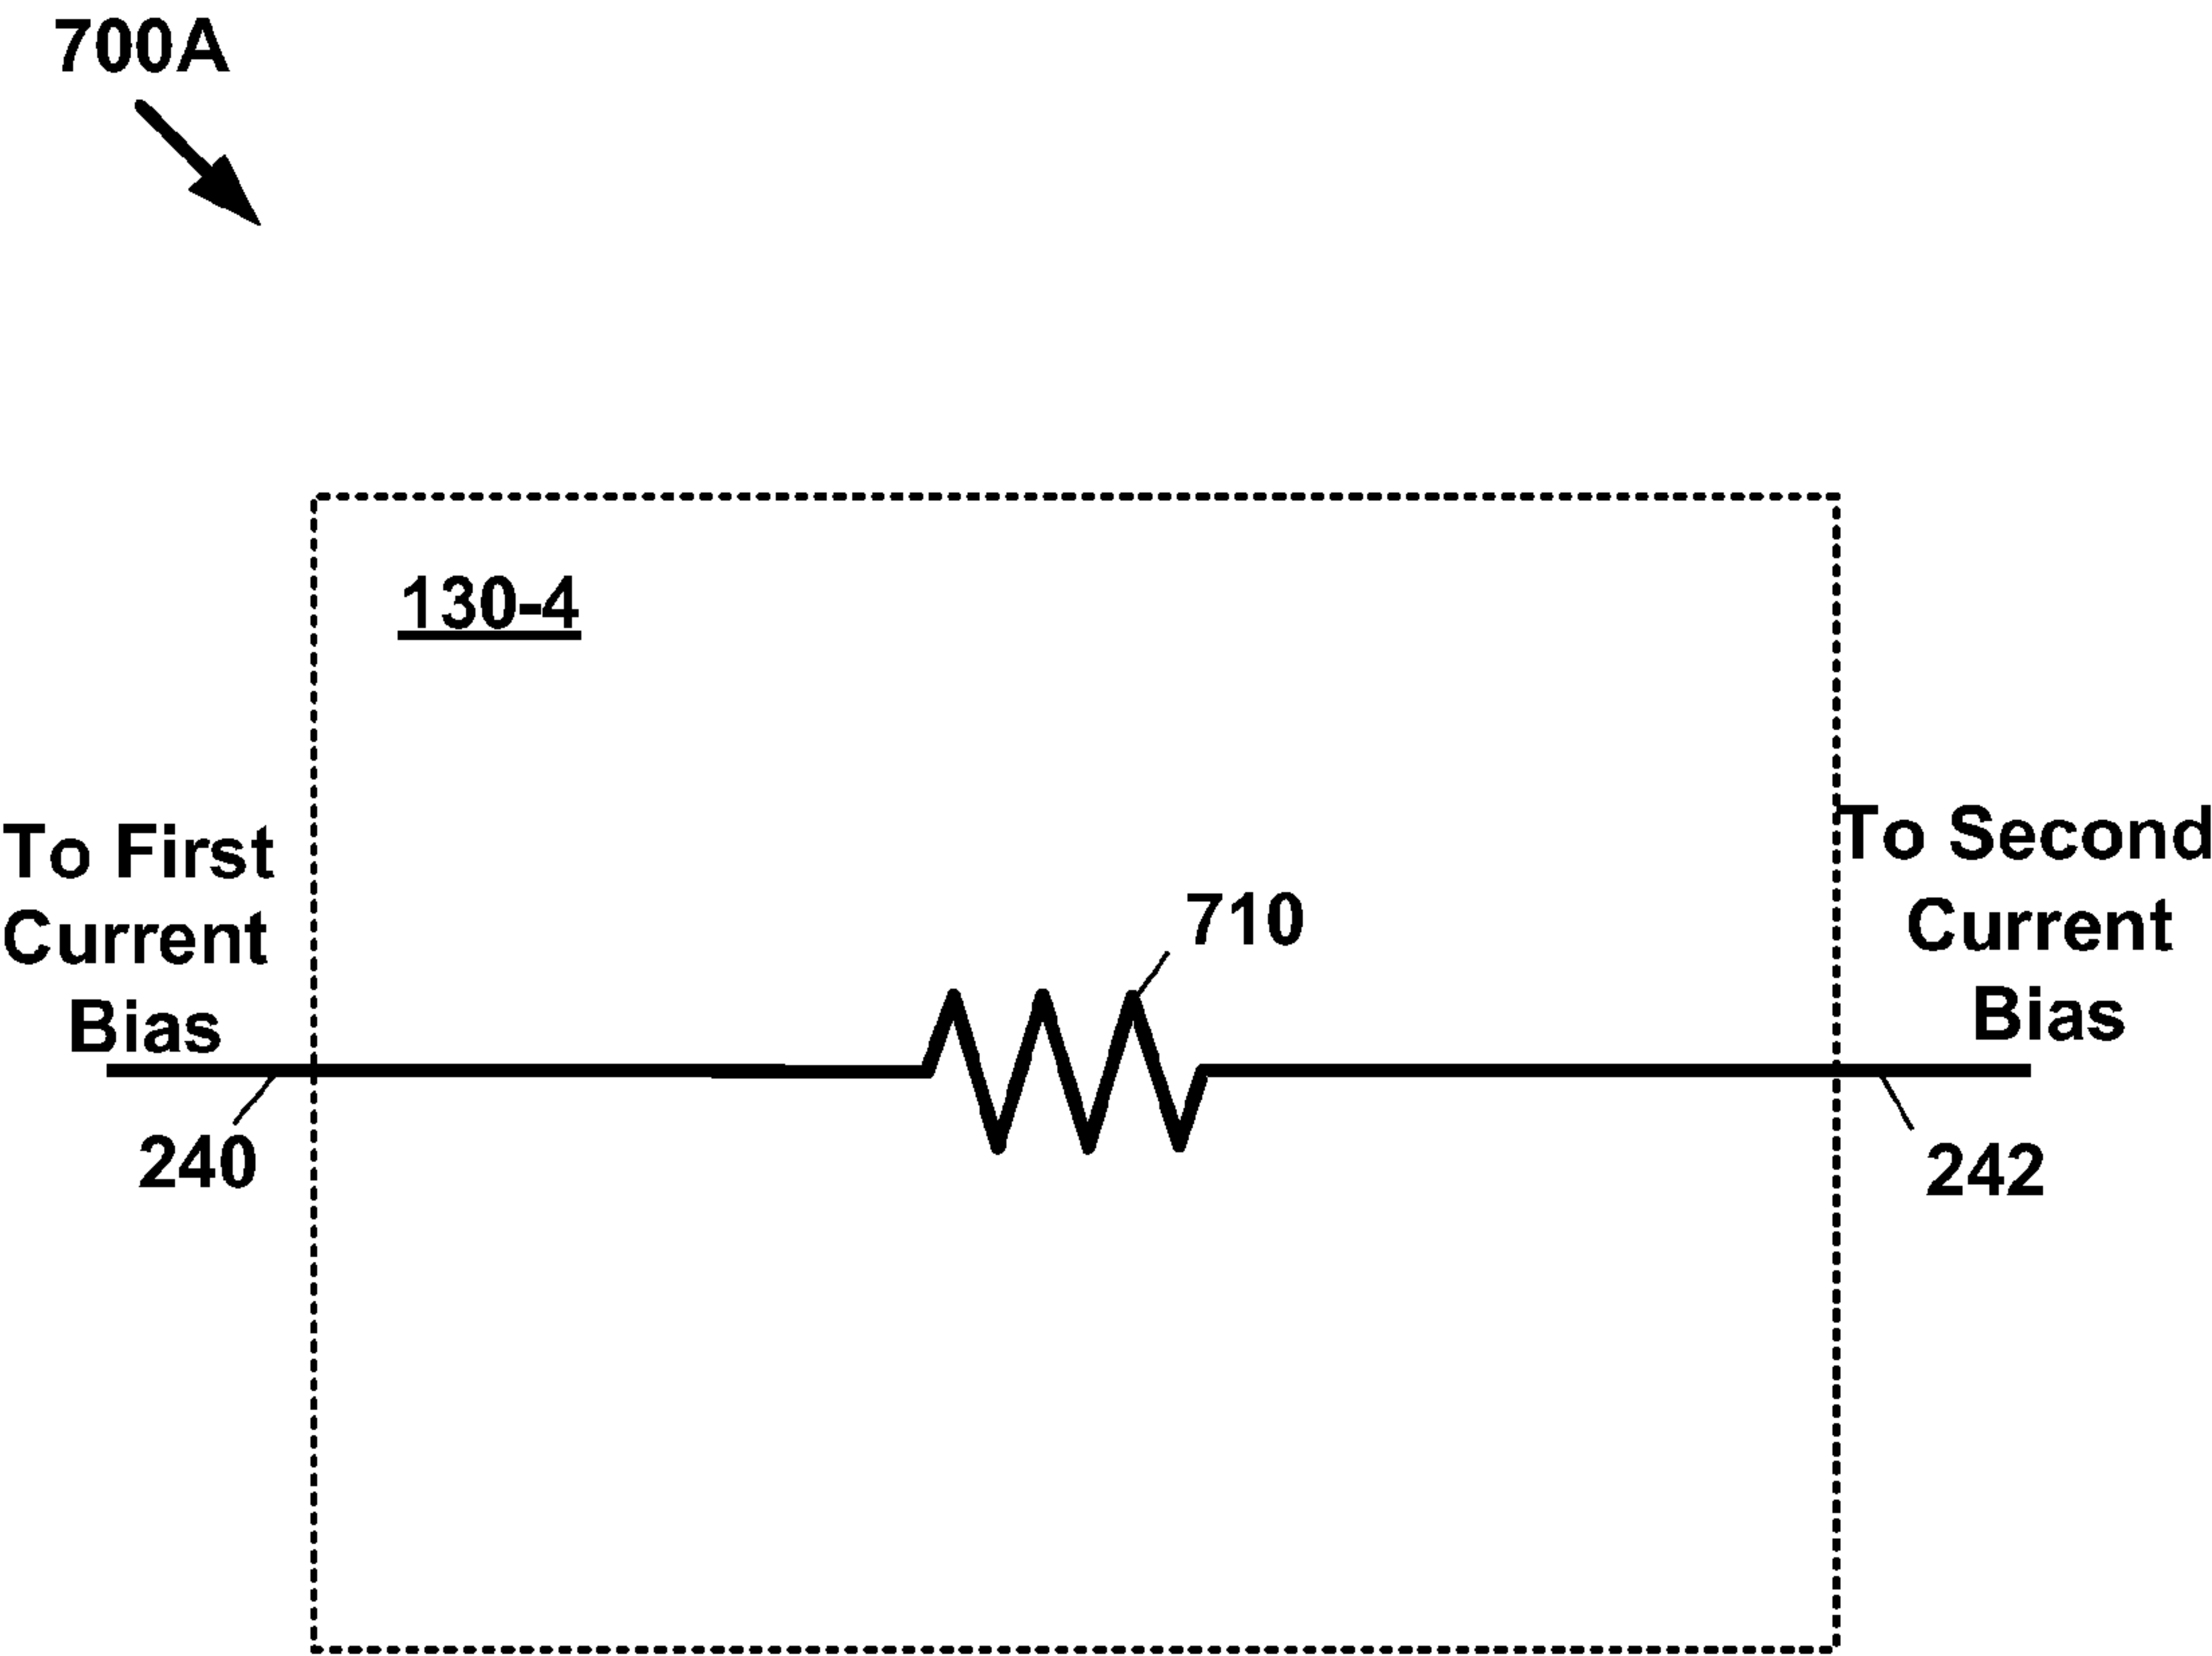 700A
130-4
To First
Current
Bias
To Second
Current
Bias
710
240
242